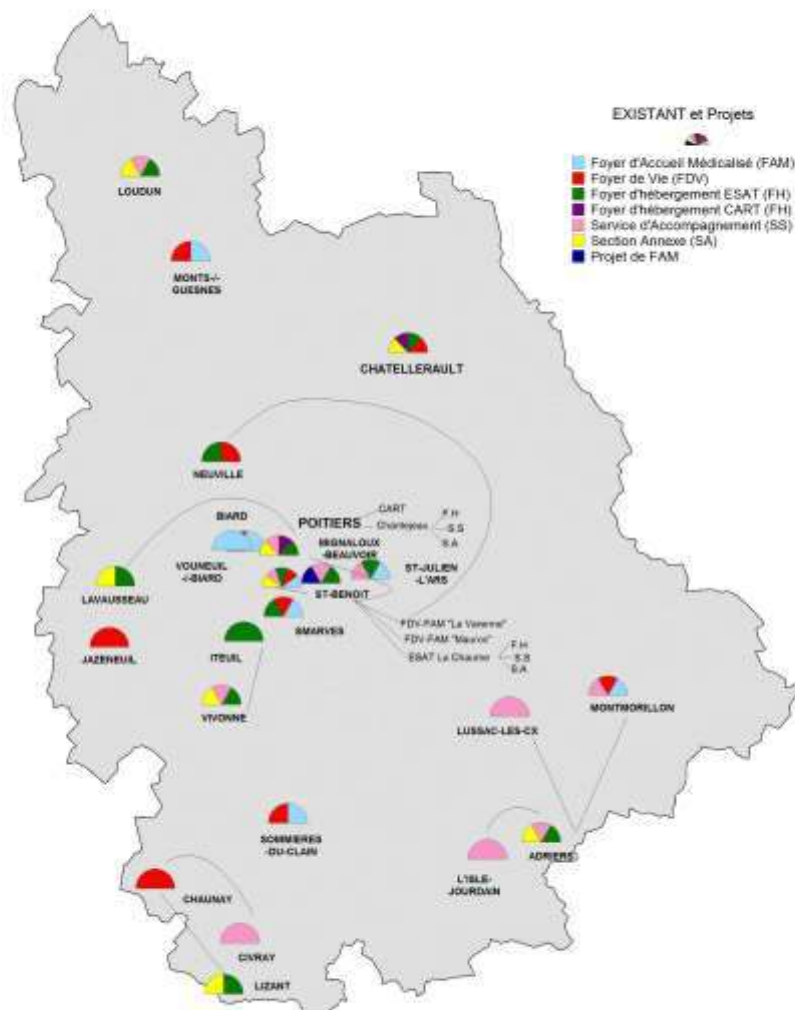 EXISTANT et Projets
Foyer d'Accueil Médicalisé (FAM)
Foyer de Vie (FDV)
Foyer d'hébergement ESAT (FH)
Foyer d'hébergement CART (FH)
Service d'Accompagnement (SS)
Section Annexe (SA)
Projet de FAM
LOUDUN
MONTS-/-
GUESNES
CHATELLERAULT
NEUVILLE
BIARD
POITIERS
CART
F.H
S.S
S.A
MIGNALOUX
-BEAUVOIR
VOUNEUIL
-/-BIARD
ST-JULIEN
-L'ARS
LAVAUSSEAU
ST-BENOIT
SMARVES
FDV-FAM "La Varenne"
FDV-FAM "Mauroc"
ESAT La Chaume
F.H
S.S
S.A
JAZENEUIL
ITEUIL
VIVONNE
LUSSAC-LES-CX
MONTMORILLON
SOMMIERES
-DU-CLAIN
ADRIERS
L'ISLE-
JOURDAIN
CHAUNAY
CIVRAY
LIZANT